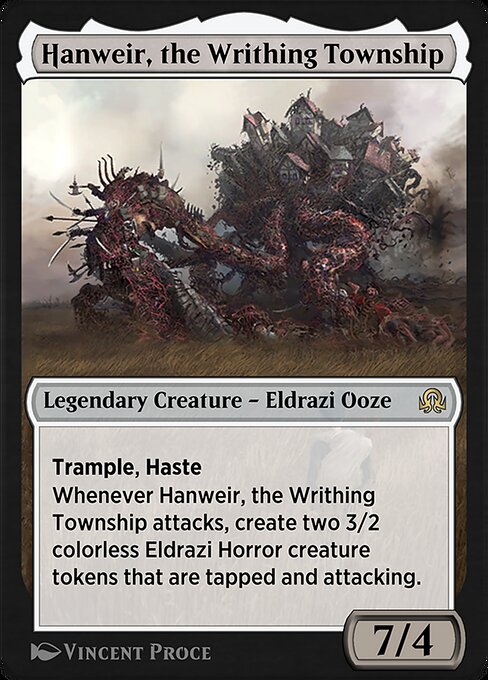 Hanweir, the Writhing Township
Legendary Creature – Eldrazi Ooze
Trample, Haste
Whenever Hanweir, the Writhing
Township attacks, create two 3/2
colorless Eldrazi Horror creature
tokens that are tapped and attacking.
7/4
Vincent Proce